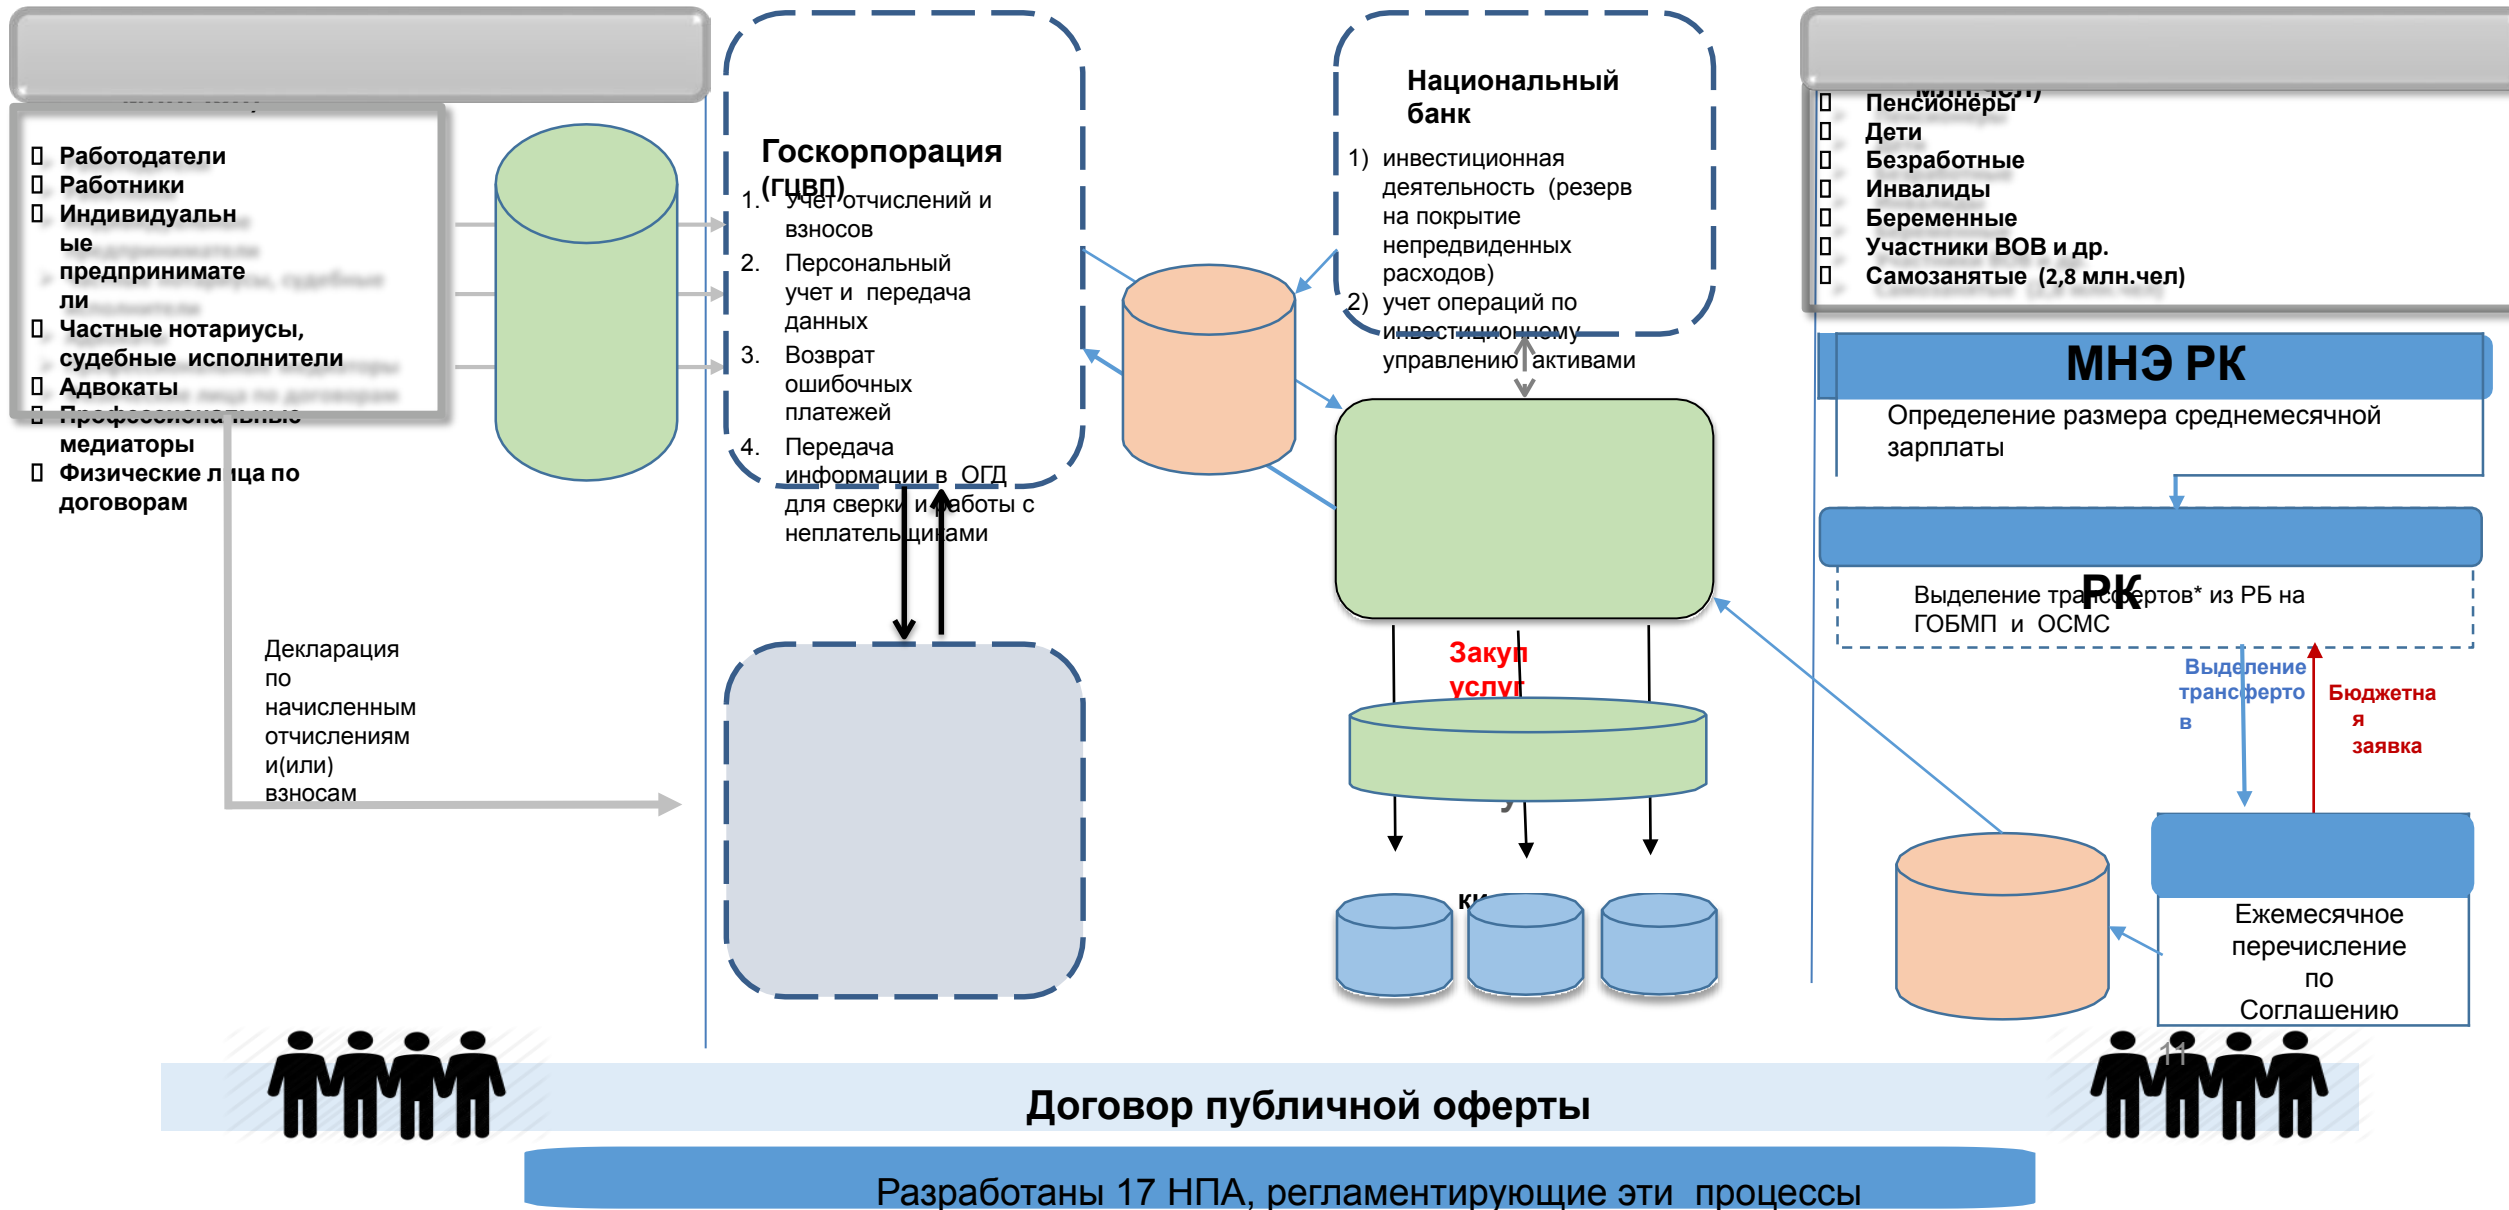 Работодатели
Работники
Индивидуальн
ые
предпринимате
ли
Частные нотариусы,
судебные исполнители
Адвокаты
Профессиональные
медиаторы
Физические лица по
договорам
Декларация
по
начисленным
отчислениям
и(или)
взносам
Госкорпорация
(ГЦВП)
1. Учет отчислений и
взносов
2. Персональный
учет и передача
данных
3. Возврат
ошибочных
платежей
4. Передача
информации в ОГД
для сверки и работы с
неплательщиками
Национальный
банк
1) инвестиционная
деятельность (резерв
на покрытие
непредвиденных
расходов)
2) учет операций по
инвестиционному
управлению активами
Закуп
услуг
у
ки
млн.чел)
Пенсионеры
Дети
Безработные
Инвалиды
Беременные
Участники ВОВ и др.
Самозанятые (2,8 млн.чел)
МНЭ РК
Определение размера среднемесячной
зарплаты
РК
Выделение трансфертов* из РБ на
ГОБМП и ОСМС
Выделение
трансферто
в
Бюджетна
я
заявка
Ежемесячное
перечисление
по
Соглашению
11
Договор публичной оферты
Разработаны 17 НПА, регламентирующие эти процессы